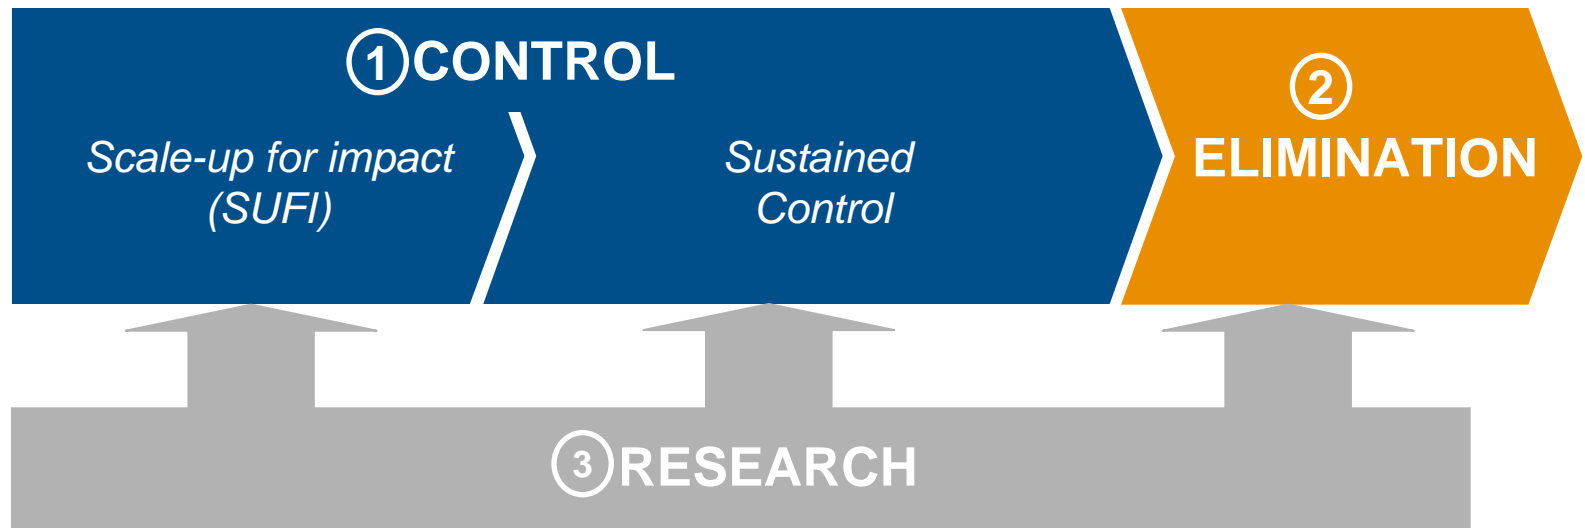 1 CONTROL
Scale-up for impact
(SUFI)
Sustained
Control
2
ELIMINATION
3 RESEARCH